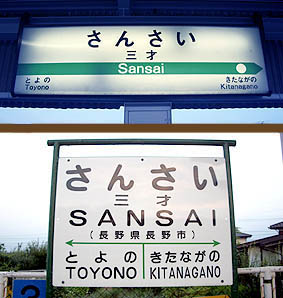 さんさい
三才
Sansai
とよの きたながの
Toyono Kitanagano
さんさい
三才
SANSAI
(長野県長野市)
とよの きたながの
TOYONO KITANAGANO
2